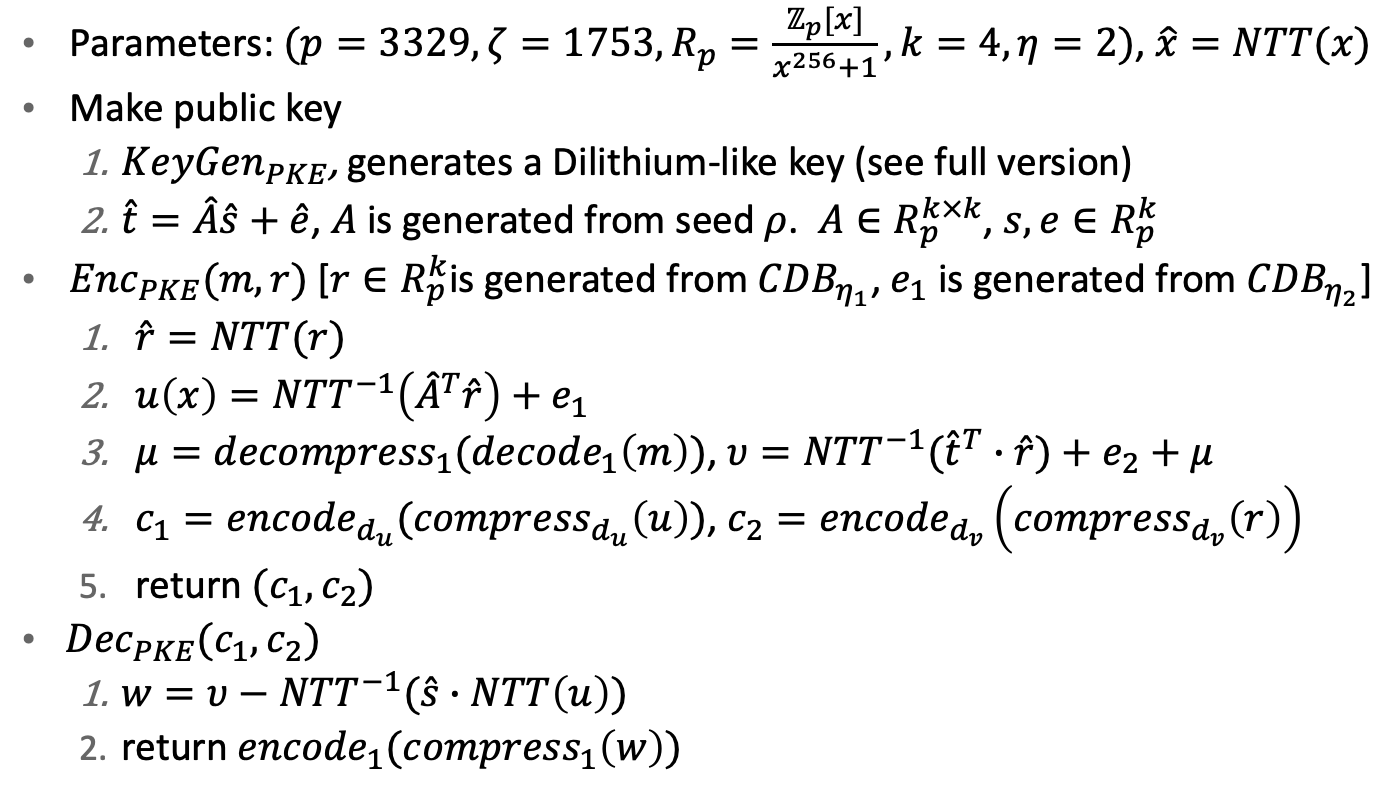 • Parameters: (p = 3329, ζ = 1753, R_p = ℤ_p[x]/(x^256+1), k = 4, η = 2), x̂ = NTT(x)
• Make public key
1. KeyGen_PKE, generates a Dilithium-like key (see full version)
2. t̂ = Âŝ + ê, A is generated from seed ρ. A ∈ R_p^{k×k}, s, e ∈ R_p^k
• Enc_PKE(m, r) [r ∈ R_p^k is generated from CDB_{η_1}, e_1 is generated from CDB_{η_2}]
1. r̂ = NTT(r)
2. u(x) = NTT^{−1}(Â^T r̂) + e_1
3. μ = decompress_1(decode_1(m)), υ = NTT^{−1}(t̂^T · r̂) + e_2 + μ
4. c_1 = encode_{d_u}(compress_{d_u}(u)), c_2 = encode_{d_v}(compress_{d_v}(r))
5. return (c_1, c_2)
• Dec_PKE(c_1, c_2)
1. w = υ − NTT^{−1}(ŝ · NTT(u))
2. return encode_1(compress_1(w))